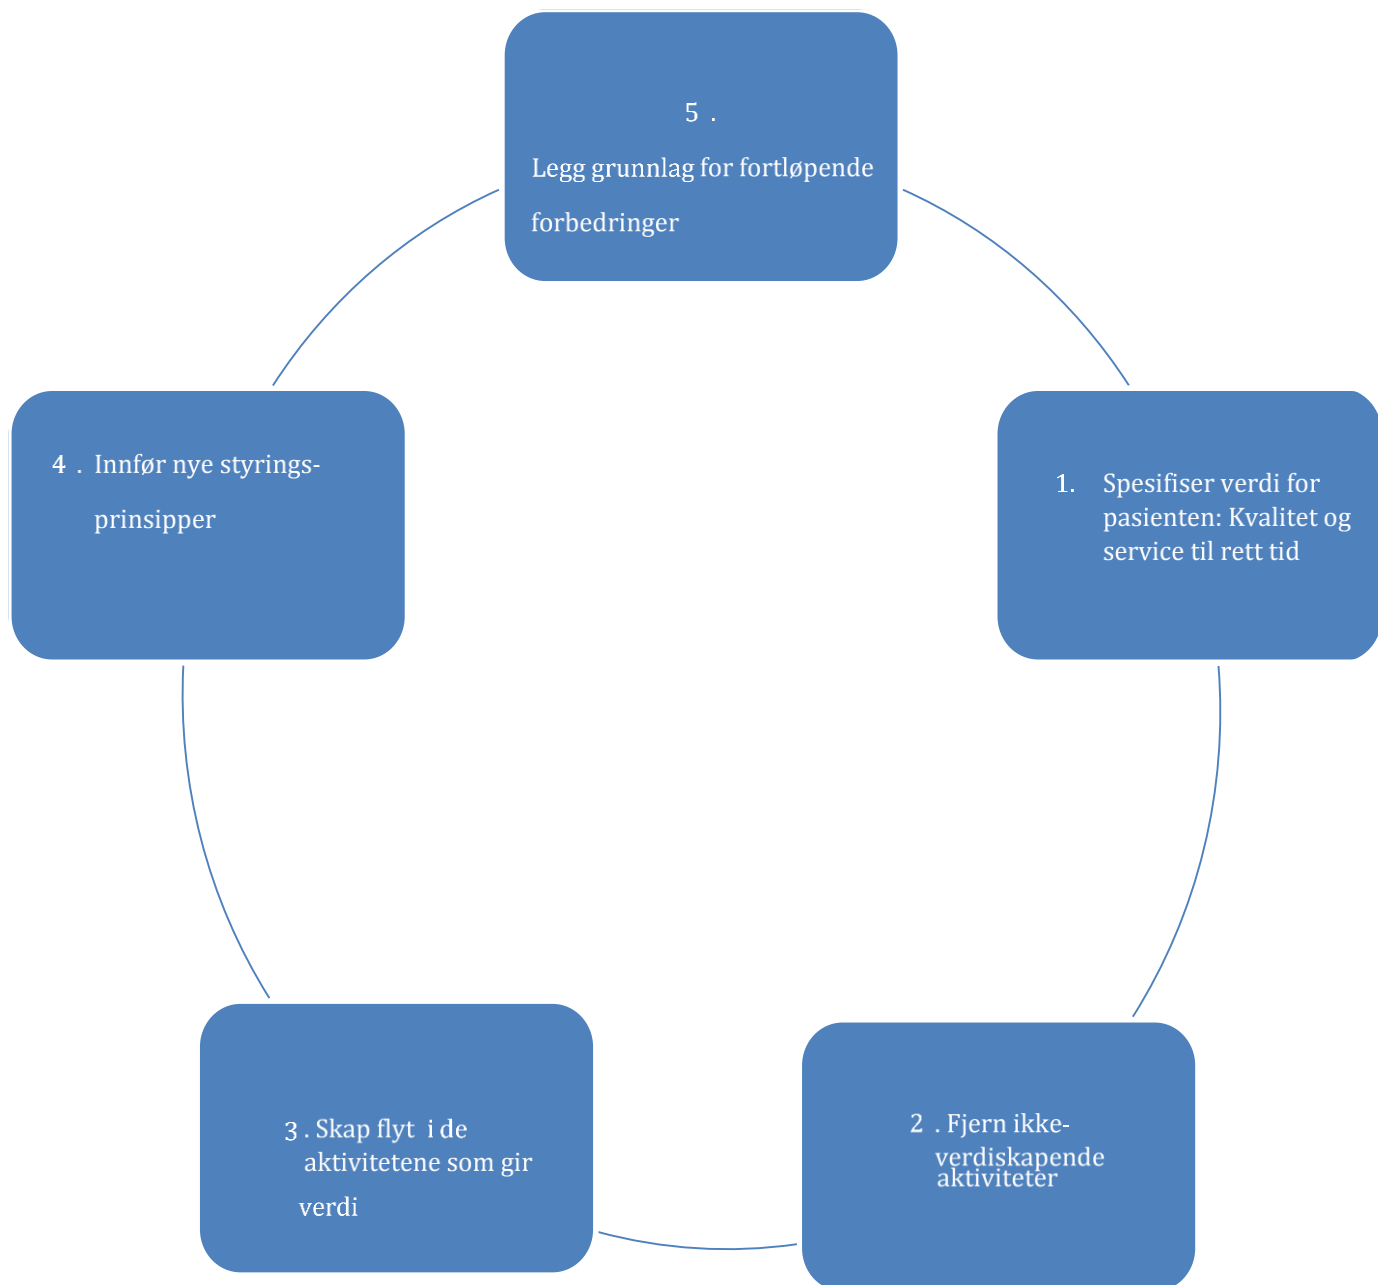 5 .
Legg grunnlag for fortløpende
forbedringer
4 . Innfør nye styrings-
prinsipper
1. Spesifiser verdi for
pasienten: Kvalitet og
service til rett tid
3 . Skap flyt i de
aktivitetene som gir
verdi
2 . Fjern ikke-
verdiskapende
aktiviteter